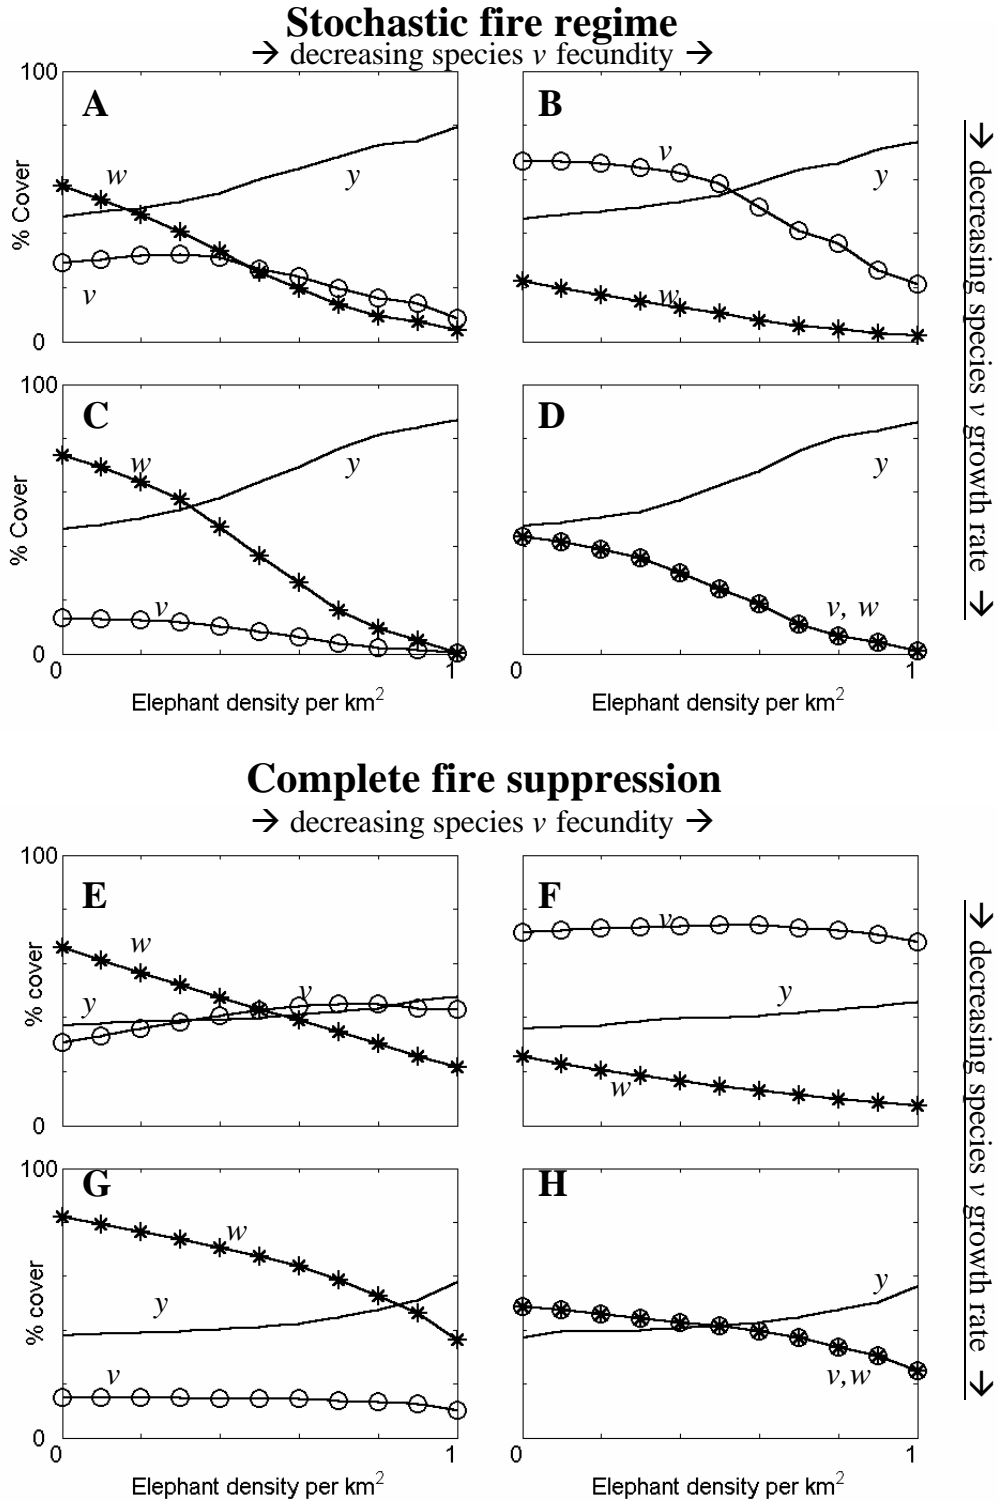 Stochastic fire regime
→ decreasing species v fecundity →
100
A
w
y
v
% Cover
0
B
v
y
w
→ decreasing species v growth rate →
100
C
w
y
v
% Cover
0
0
1
Elephant density per km²
D
y
v, w
0
1
Elephant density per km²
Complete fire suppression
→ decreasing species v fecundity →
100
E
w
y
v
% cover
0
F
v
y
w
→ decreasing species v growth rate →
100
G
w
y
v
% cover
0
0
1
Elephant density per km²
H
y
v,w
0
1
Elephant density per km²